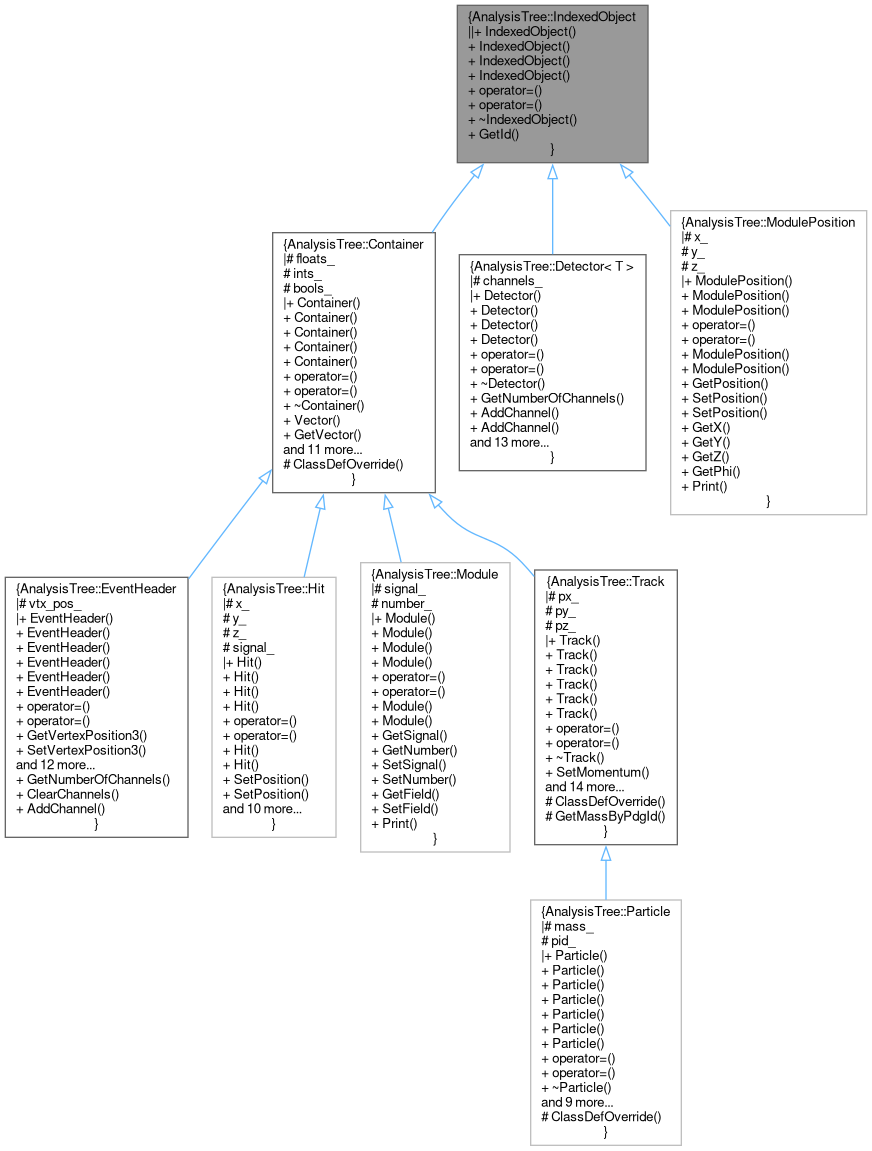 {AnalysisTree::IndexedObject
||+ IndexedObject()
+ IndexedObject()
+ IndexedObject()
+ IndexedObject()
+ operator=()
+ operator=()
+ ~IndexedObject()
+ GetId()
}
{AnalysisTree::Container
|# floats_
# ints_
# bools_
|+ Container()
+ Container()
+ Container()
+ Container()
+ Container()
+ operator=()
+ operator=()
+ ~Container()
+ Vector()
+ GetVector()
and 11 more...
# ClassDefOverride()
}
{AnalysisTree::Detector< T >
|# channels_
|+ Detector()
+ Detector()
+ Detector()
+ Detector()
+ operator=()
+ operator=()
+ ~Detector()
+ GetNumberOfChannels()
+ AddChannel()
+ AddChannel()
and 13 more...
}
{AnalysisTree::ModulePosition
|# x_
# y_
# z_
|+ ModulePosition()
+ ModulePosition()
+ ModulePosition()
+ operator=()
+ operator=()
+ ModulePosition()
+ ModulePosition()
+ GetPosition()
+ SetPosition()
+ SetPosition()
+ GetX()
+ GetY()
+ GetZ()
+ GetPhi()
+ Print()
}
{AnalysisTree::EventHeader
|# vtx_pos_
|+ EventHeader()
+ EventHeader()
+ EventHeader()
+ EventHeader()
+ EventHeader()
+ EventHeader()
+ operator=()
+ operator=()
+ GetVertexPosition3()
+ SetVertexPosition3()
and 12 more...
+ GetNumberOfChannels()
+ ClearChannels()
+ AddChannel()
}
{AnalysisTree::Hit
|# x_
# y_
# z_
# signal_
|+ Hit()
+ Hit()
+ Hit()
+ Hit()
+ operator=()
+ operator=()
+ Hit()
+ Hit()
+ SetPosition()
+ SetPosition()
and 10 more...
}
{AnalysisTree::Module
|# signal_
# number_
|+ Module()
+ Module()
+ Module()
+ Module()
+ operator=()
+ operator=()
+ Module()
+ Module()
+ GetSignal()
+ GetNumber()
+ SetSignal()
+ SetNumber()
+ GetField()
+ SetField()
+ Print()
}
{AnalysisTree::Track
|# px_
# py_
# pz_
|+ Track()
+ Track()
+ Track()
+ Track()
+ Track()
+ Track()
+ operator=()
+ operator=()
+ ~Track()
+ SetMomentum()
and 14 more...
# ClassDefOverride()
# GetMassByPdgId()
}
{AnalysisTree::Particle
|# mass_
# pid_
|+ Particle()
+ Particle()
+ Particle()
+ Particle()
+ Particle()
+ Particle()
+ Particle()
+ operator=()
+ operator=()
+ ~Particle()
and 9 more...
# ClassDefOverride()
}